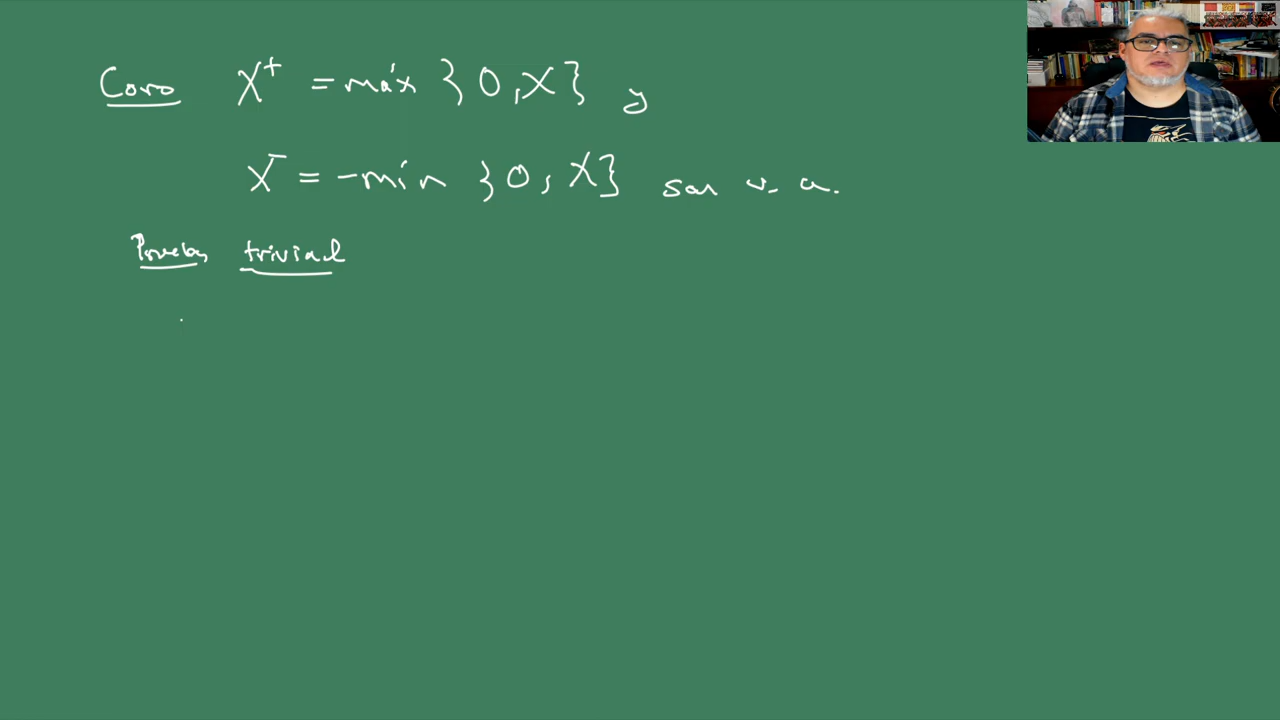 Coro X⁺ = máx {0, X} y
X⁻ = -mín {0, X} son v. a.
Prueba, trivial